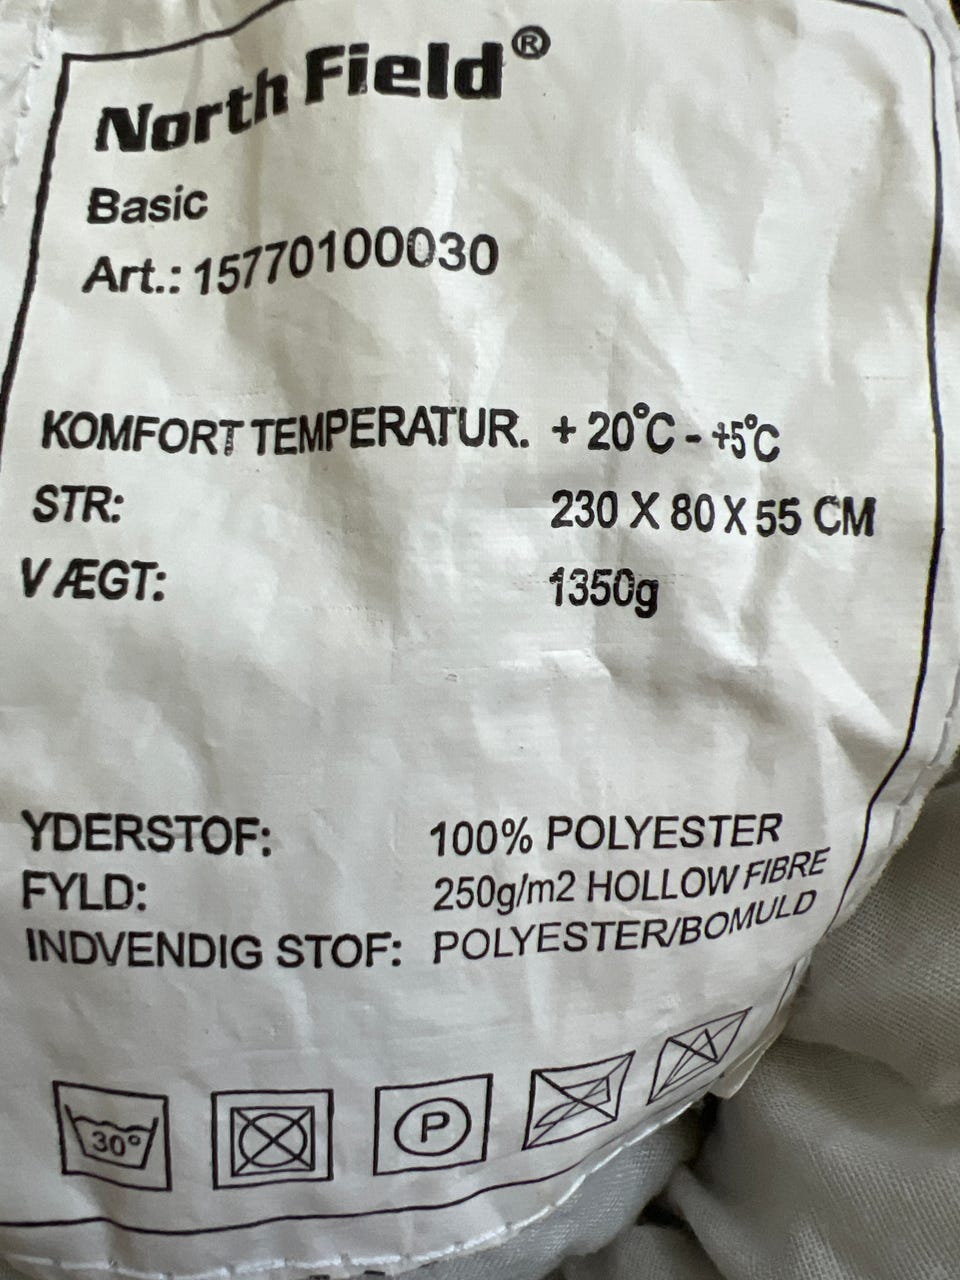 North Field®
Basic
Art.: 15770100030
KOMFORT TEMPERATUR. + 20°C - +5°C
STR: 230 X 80 X 55 CM
VÆGT: 1350g
YDERSTOF: 100% POLYESTER
FYLD: 250g/m2 HOLLOW FIBRE
INDVENDIG STOF: POLYESTER/BOMULD
30° P